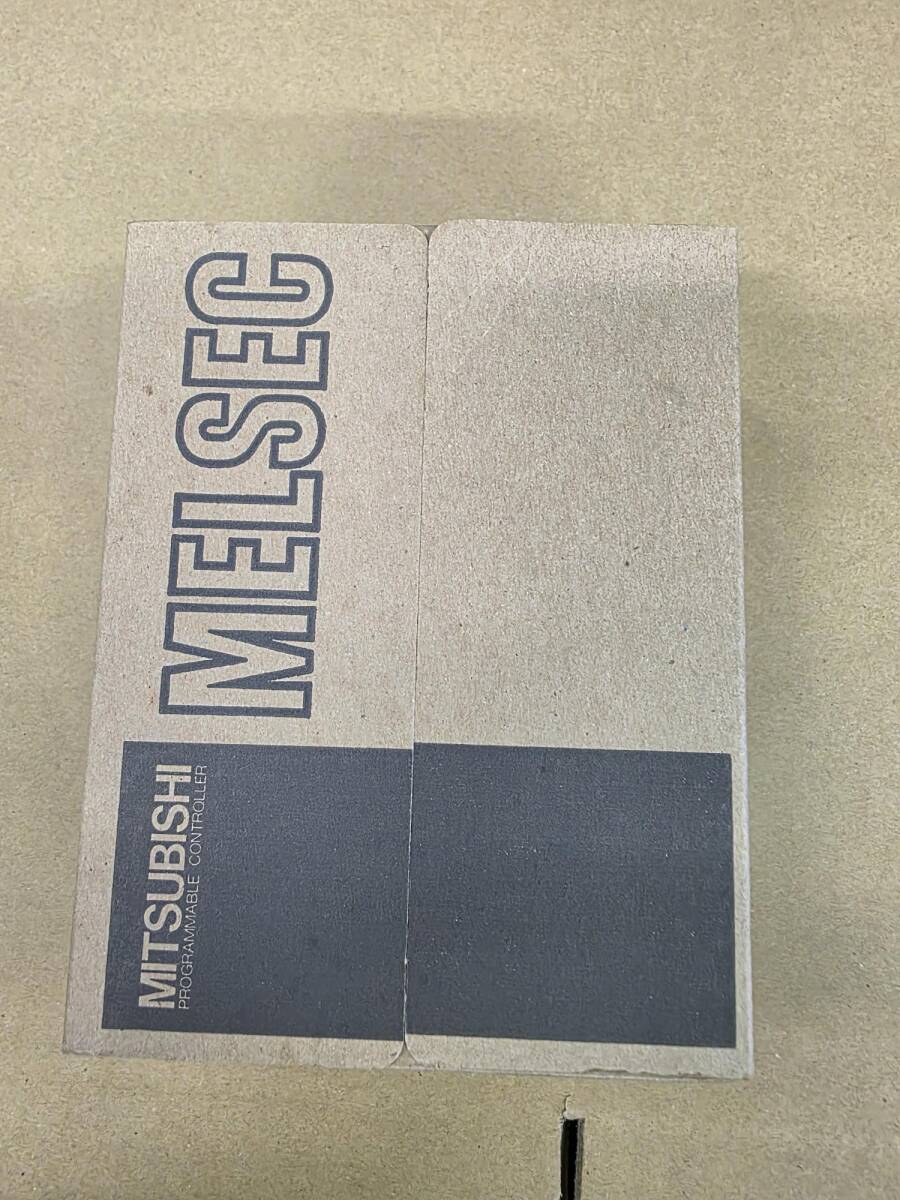 MITSUBISHI
PROGRAMMABLE CONTROLLER
MELSEC